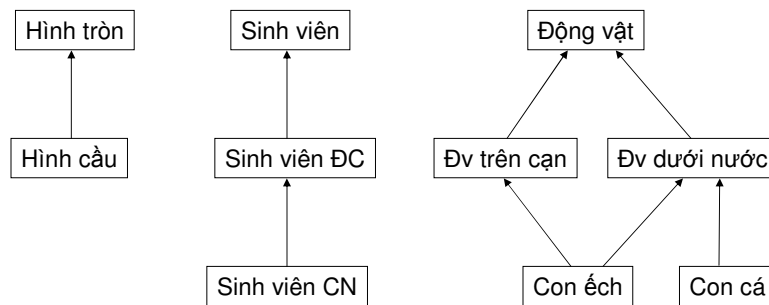 Hình tròn
Sinh viên
Động vật
Hình cầu
Sinh viên ĐC
Đv trên cạn
Đv dưới nước
Sinh viên CN
Con ếch
Con cá